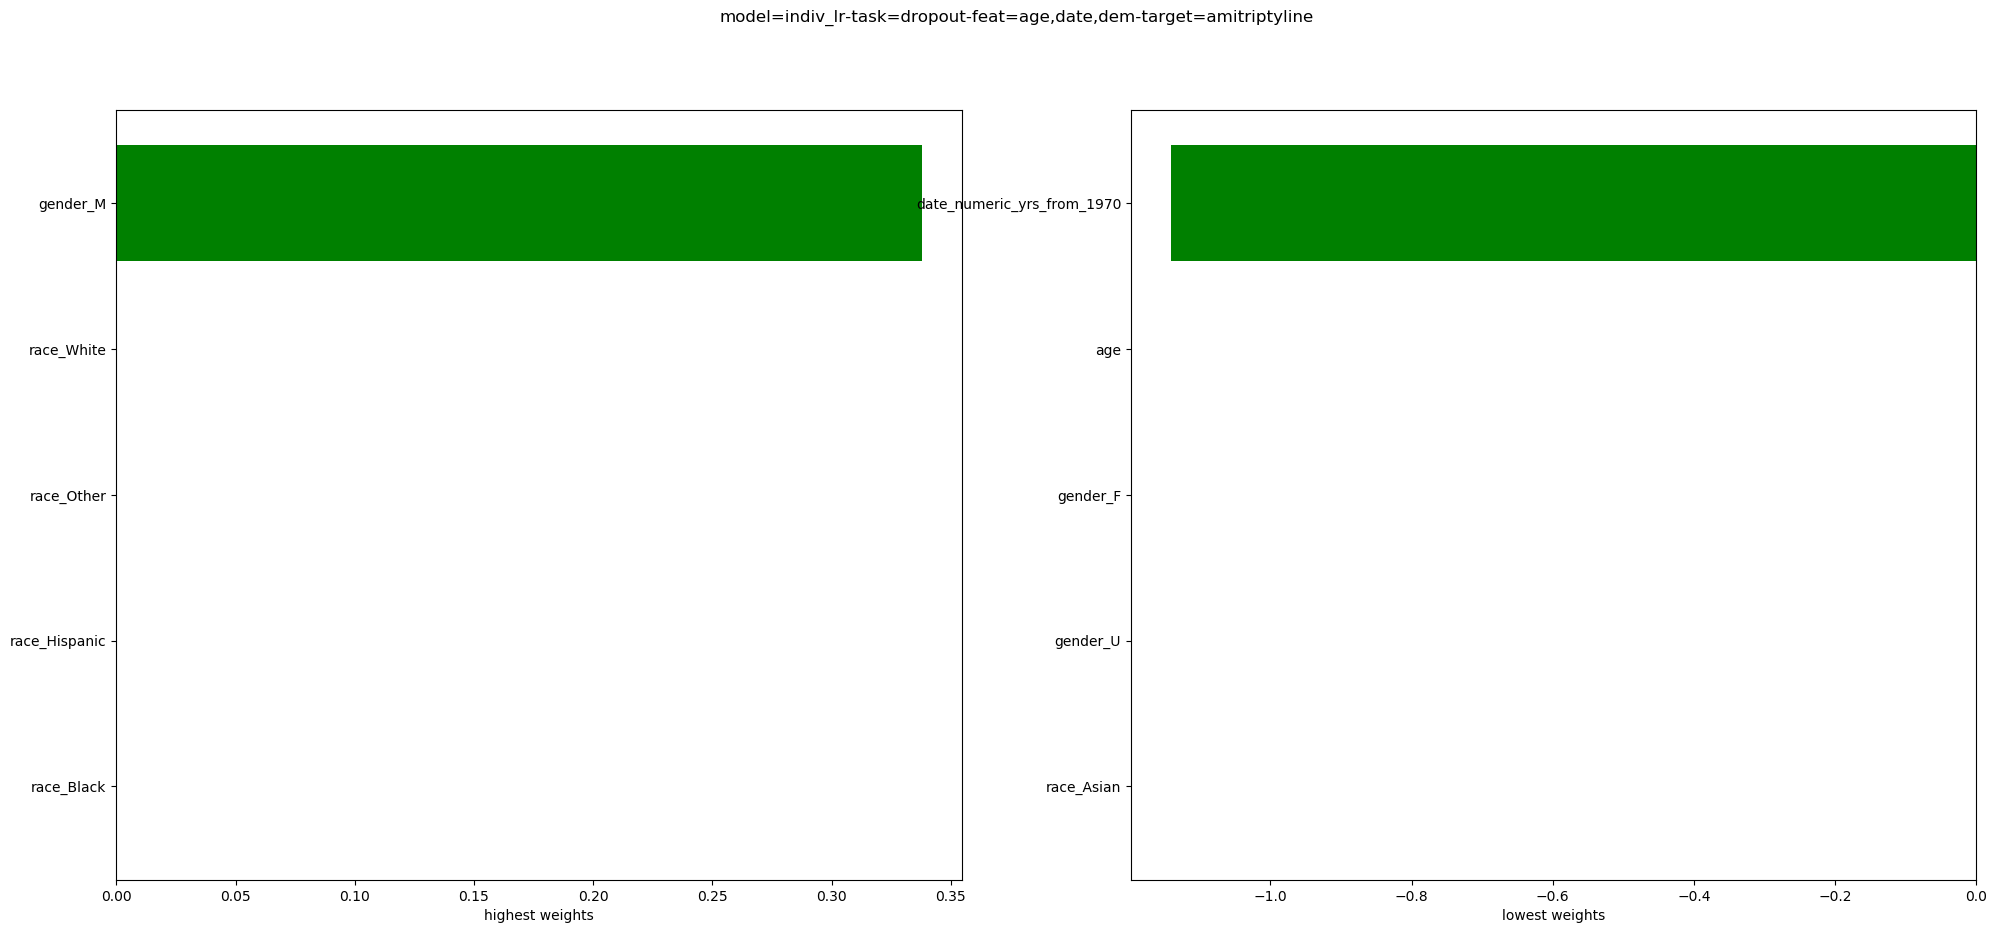 model=indiv_lr-task=dropout-feat=age,date,dem-target=amitriptyline
gender_M
race_White
race_Other
race_Hispanic
race_Black
0.00 0.05 0.10 0.15 0.20 0.25 0.30 0.35
highest weights
date_numeric_yrs_from_1970
age
gender_F
gender_U
race_Asian
−1.0 −0.8 −0.6 −0.4 −0.2 0.0
lowest weights